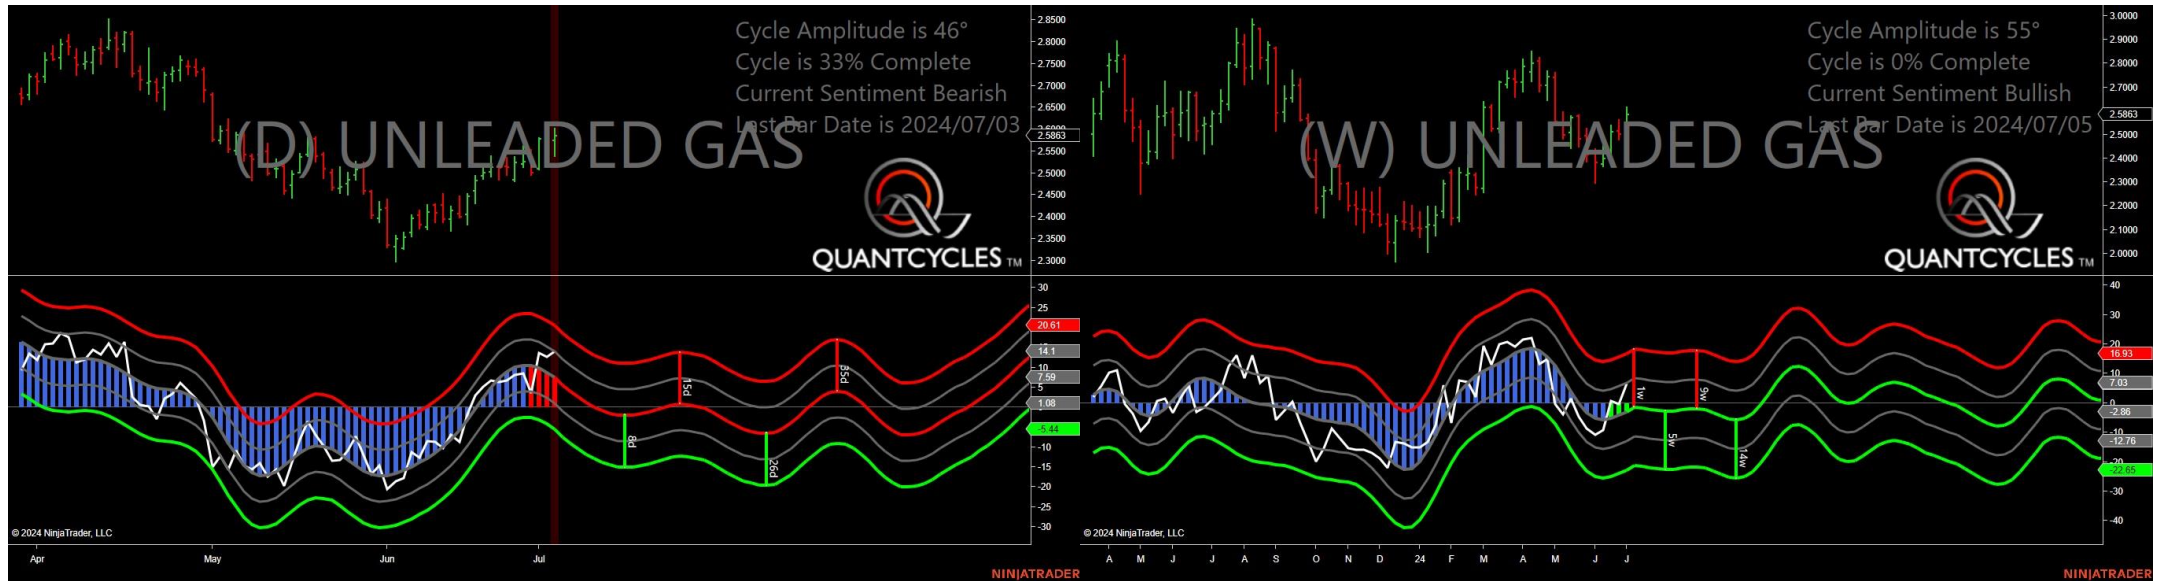 Cycle Amplitude is 46°
Cycle is 33% Complete
Current Sentiment Bearish
Last Bar Date is 2024/07/03
(D) UNLEADED GAS
QUANTCYCLES TM
2.8500
2.8000
2.7500
2.7000
2.6500
2.5863
2.5500
2.5000
2.4500
2.4000
2.3500
2.3000
30
25
20.61
14.1
10
7.59
5
1.08
-5.44
-10
-15
-20
-25
-30
8d
15d
26d
35d
© 2024 NinjaTrader, LLC
Apr May Jun Jul
NINJATRADER
Cycle Amplitude is 55°
Cycle is 0% Complete
Current Sentiment Bullish
Last Bar Date is 2024/07/05
(W) UNLEADED GAS
QUANTCYCLES TM
3.0000
2.9000
2.8000
2.7000
2.5863
2.5000
2.4000
2.3000
2.2000
2.1000
2.0000
40
30
20
16.93
10
7.03
0
-2.86
-10
-12.76
-20
-22.65
-30
-40
1w
5w
9w
14w
© 2024 NinjaTrader, LLC
A M J J A S O N D 24 F M A M J J
NINJATRADER